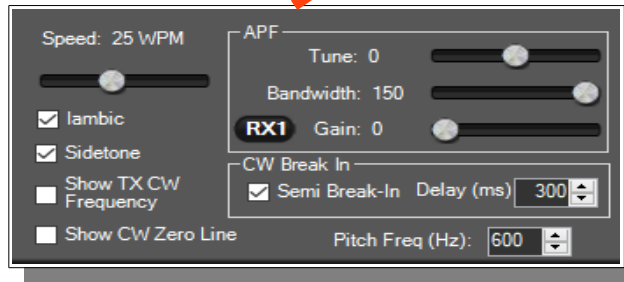 Speed: 25 WPM
Iambic
Sidetone
Show TX CW
Frequency
Show CW Zero Line
APF
Tune: 0
Bandwidth: 150
RX1 Gain: 0
CW Break In
Semi Break-In Delay (ms) 300
Pitch Freq (Hz): 600